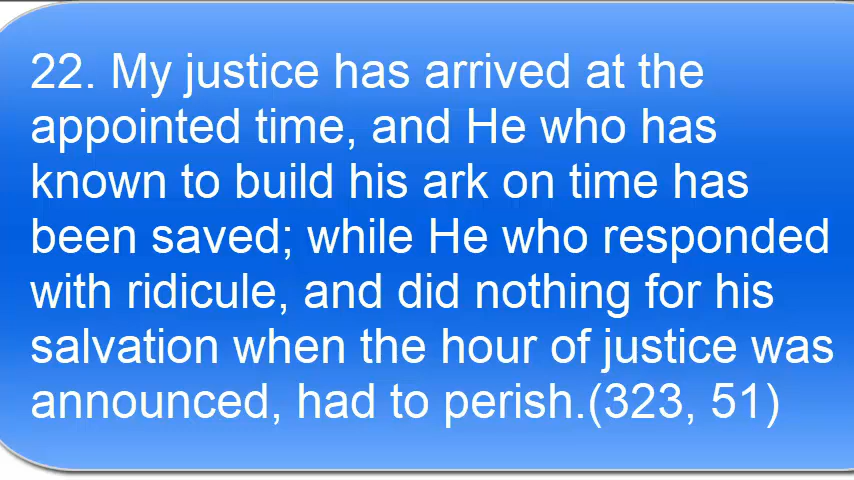 22. My justice has arrived at the
appointed time, and He who has
known to build his ark on time has
been saved; while He who responded
with ridicule, and did nothing for his
salvation when the hour of justice was
announced, had to perish.(323, 51)